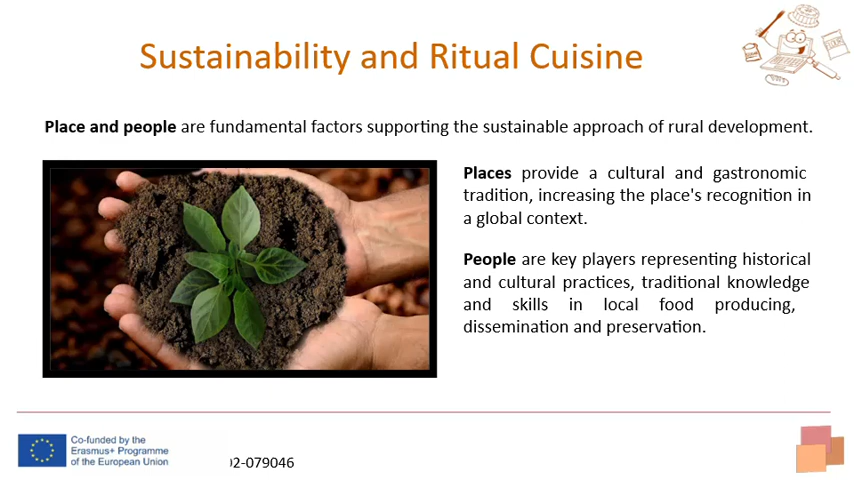 Sustainability and Ritual Cuisine
Place and people are fundamental factors supporting the sustainable approach of rural development.
Places provide a cultural and gastronomic
tradition, increasing the place's recognition in
a global context.
People are key players representing historical
and cultural practices, traditional knowledge
and skills in local food producing,
dissemination and preservation.
Co-funded by the
Erasmus+ Programme
of the European Union
02-079046